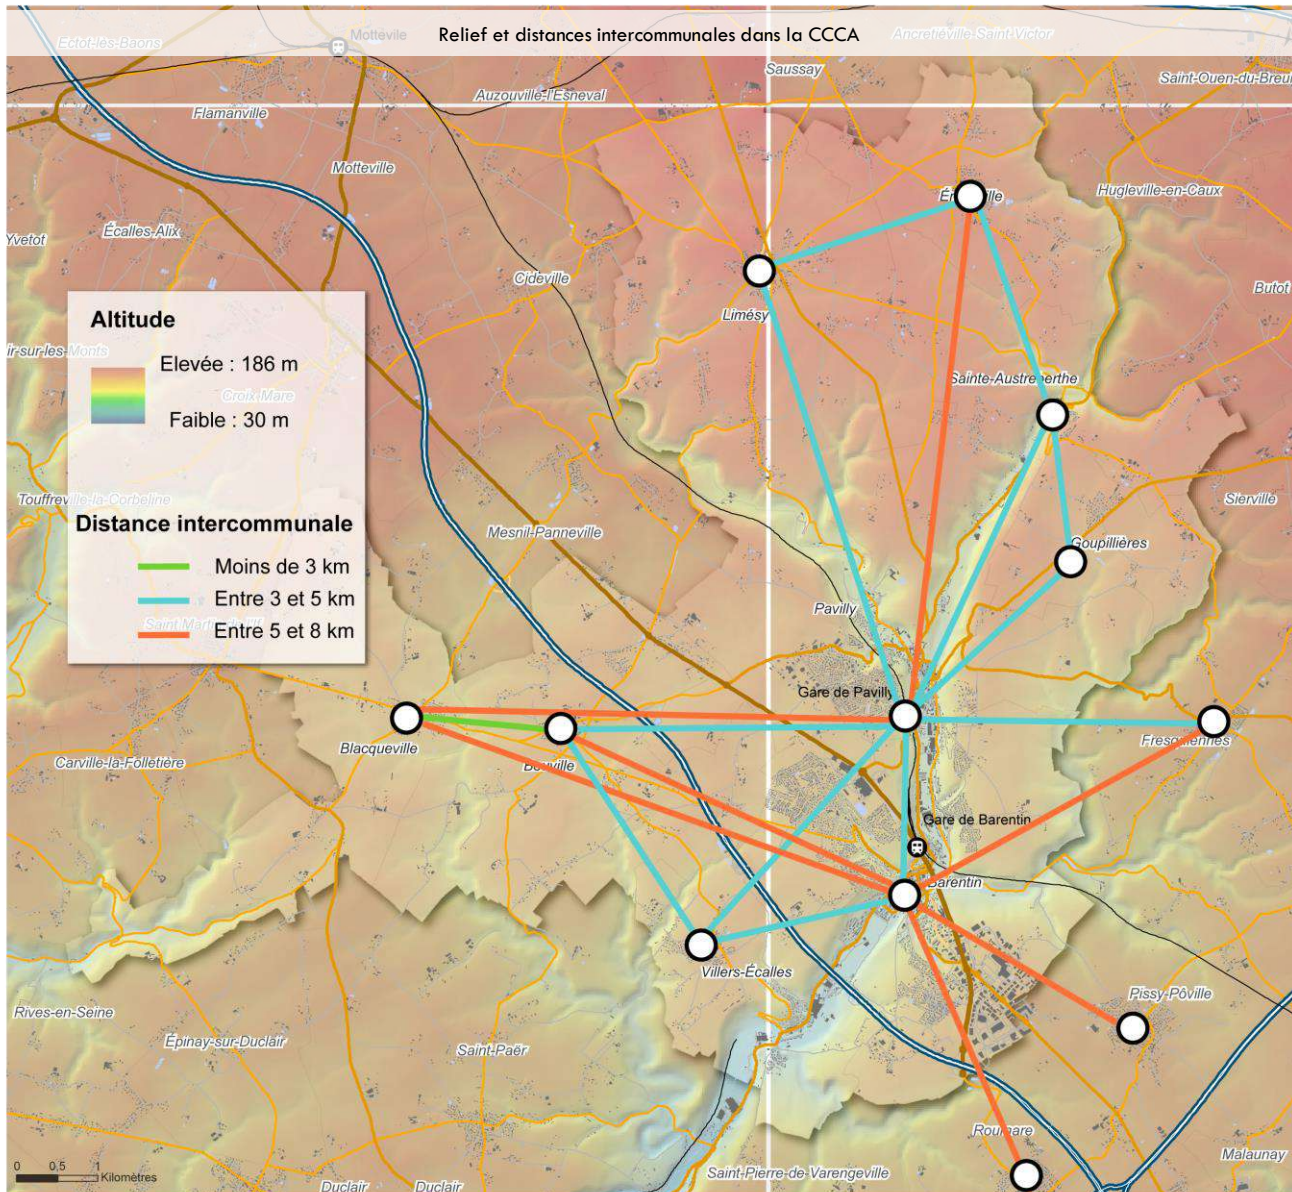 Relief et distances intercommunales dans la CCCA
Ectot-lès-Baons
Motteville
Ancretiéville-Saint-Victor
Saussay
Saint-Ouen-du-Breuil
Auzouville-l'Esneval
Flamanville
Motteville
Hugleville-en-Caux
Yvetot
Écalles-Alix
Cideville
Butot
Limésy
Altitude
Elevée : 186 m
Faible : 30 m
Croix Mare
Sainte-Austreberthe
Touffreville-la-Corbeline
Sierville
Distance intercommunale
Mesnil-Panneville
Goupillières
Moins de 3 km
Entre 3 et 5 km
Entre 5 et 8 km
Pavilly
Gare de Pavilly
Blacqueville
Bouville
Fresquiennes
Carville-la-Folletière
Gare de Barentin
Barentin
Villers-Écalles
Pissy-Pôville
Rives-en-Seine
Épinay-sur-Duclair
Saint-Paër
Roumare
Malaunay
0 0,5 1
Kilomètres
Saint-Pierre-de-Varengeville
Duclair
Duclair